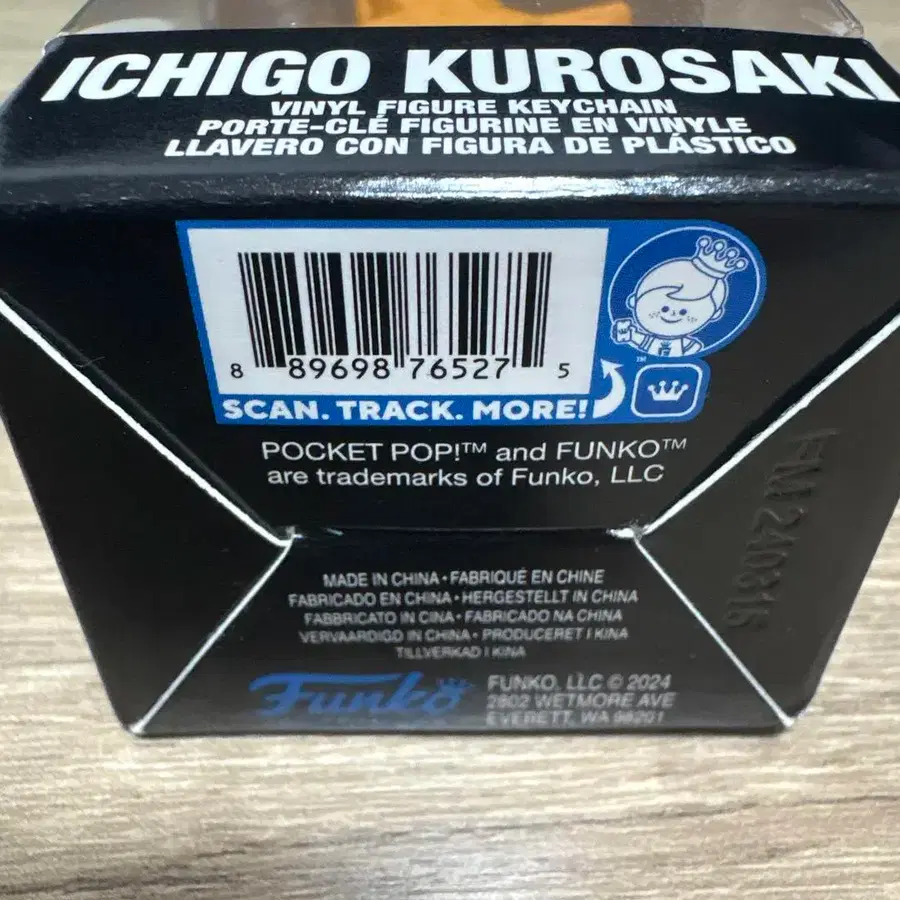 ICHIGO KUROSAKI
VINYL FIGURE KEYCHAIN
PORTE-CLÉ FIGURINE EN VINYLE
LLAVERO CON FIGURA DE PLÁSTICO
8 89698 76527 5
SCAN. TRACK. MORE!
TM
POCKET POP!™ and FUNKO™
are trademarks of Funko, LLC
MADE IN CHINA • FABRIQUÉ EN CHINE
FABRICADO EN CHINA • HERGESTELLT IN CHINA
FABBRICATO IN CINA • FABRICADO NA CHINA
VERVAARDIGD IN CHINA • PRODUCERET I KINA
TILLVERKAD I KINA
Funko
FUNKO, LLC © 2024
2802 WETMORE AVE
EVERETT, WA 98201